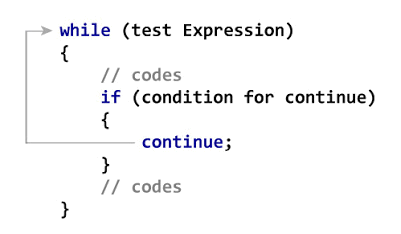 while (test Expression)
{
// codes
if (condition for continue)
{
continue;
}
// codes
}